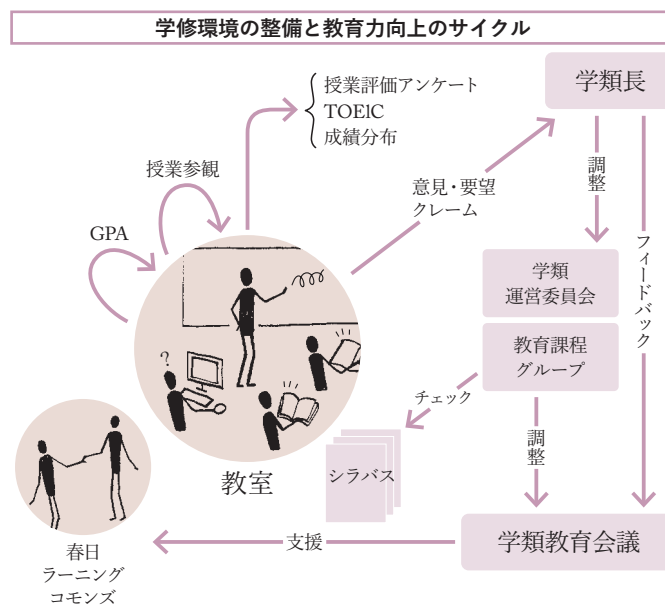 学修環境の整備と教育力向上のサイクル
授業評価アンケート
TOEIC
成績分布
学類長
授業参観
GPA
意見・要望
クレーム
調整
フィードバック
学類
運営委員会
教育課程
グループ
?
チェック
調整
シラバス
教室
支援
学類教育会議
春日
ラーニング
コモンズ